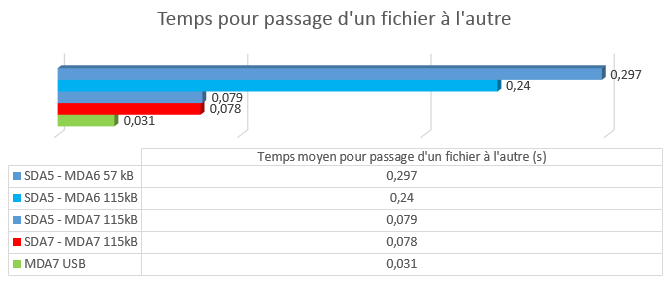 Temps pour passage d'un fichier à l'autre
0,297
0,24
0,079
0,078
0,031
Temps moyen pour passage d'un fichier à l'autre (s)
SDA5 - MDA6 57 kB 0,297
SDA5 - MDA6 115kB 0,24
SDA5 - MDA7 115kB 0,079
SDA7 - MDA7 115kB 0,078
MDA7 USB 0,031